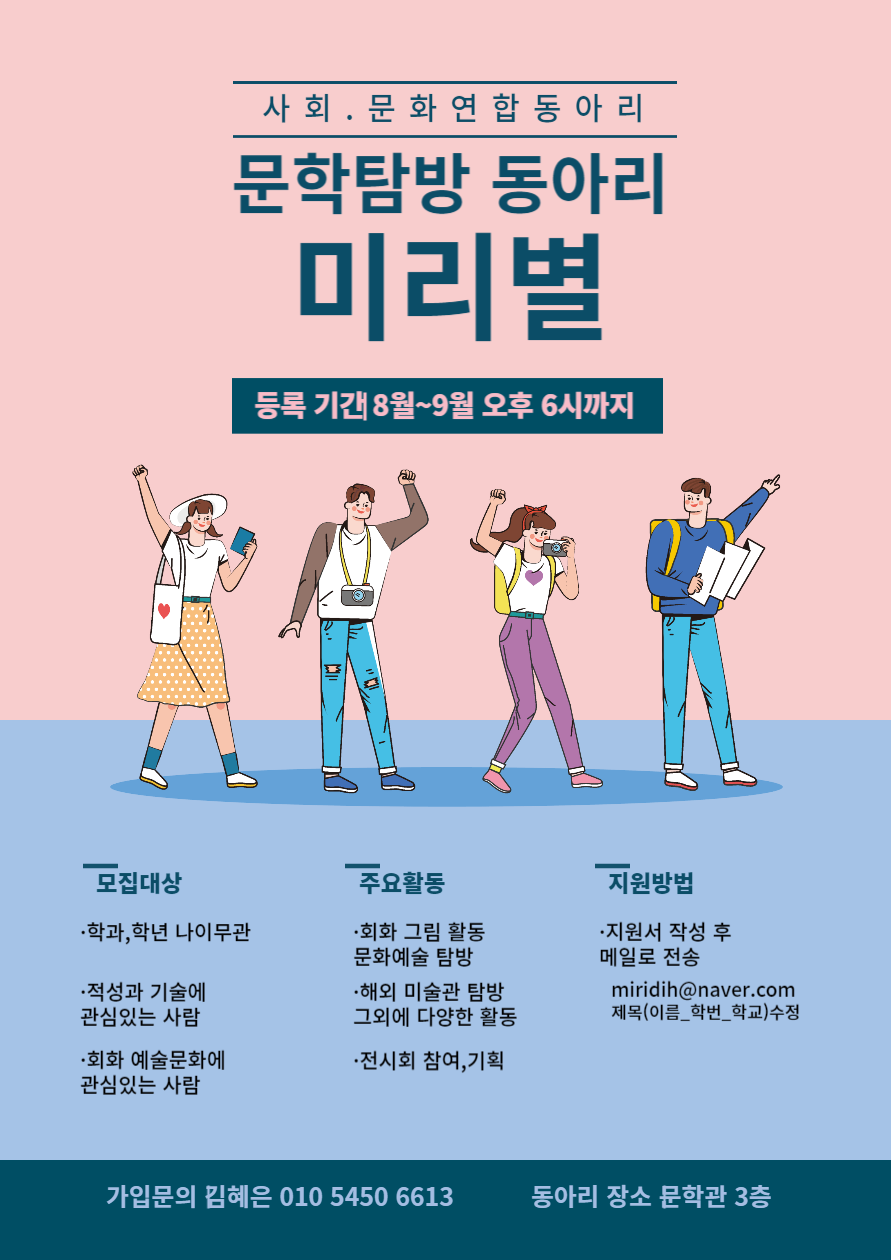 사회.문화연합동아리
문학탐방 동아리
미리별
등록 기간 8월~9월 오후 6시까지
모집대상
·학과,학년 나이무관
·적성과 기술에
관심있는 사람
·회화 예술문화에
관심있는 사람
주요활동
·회화 그림 활동
문화예술 탐방
·해외 미술관 탐방
그외에 다양한 활동
·전시회 참여,기획
지원방법
·지원서 작성 후
메일로 전송
miridih@naver.com
제목(이름_학번_학교)수정
가입문의 김혜은 010 5450 6613
동아리 장소 문학관 3층